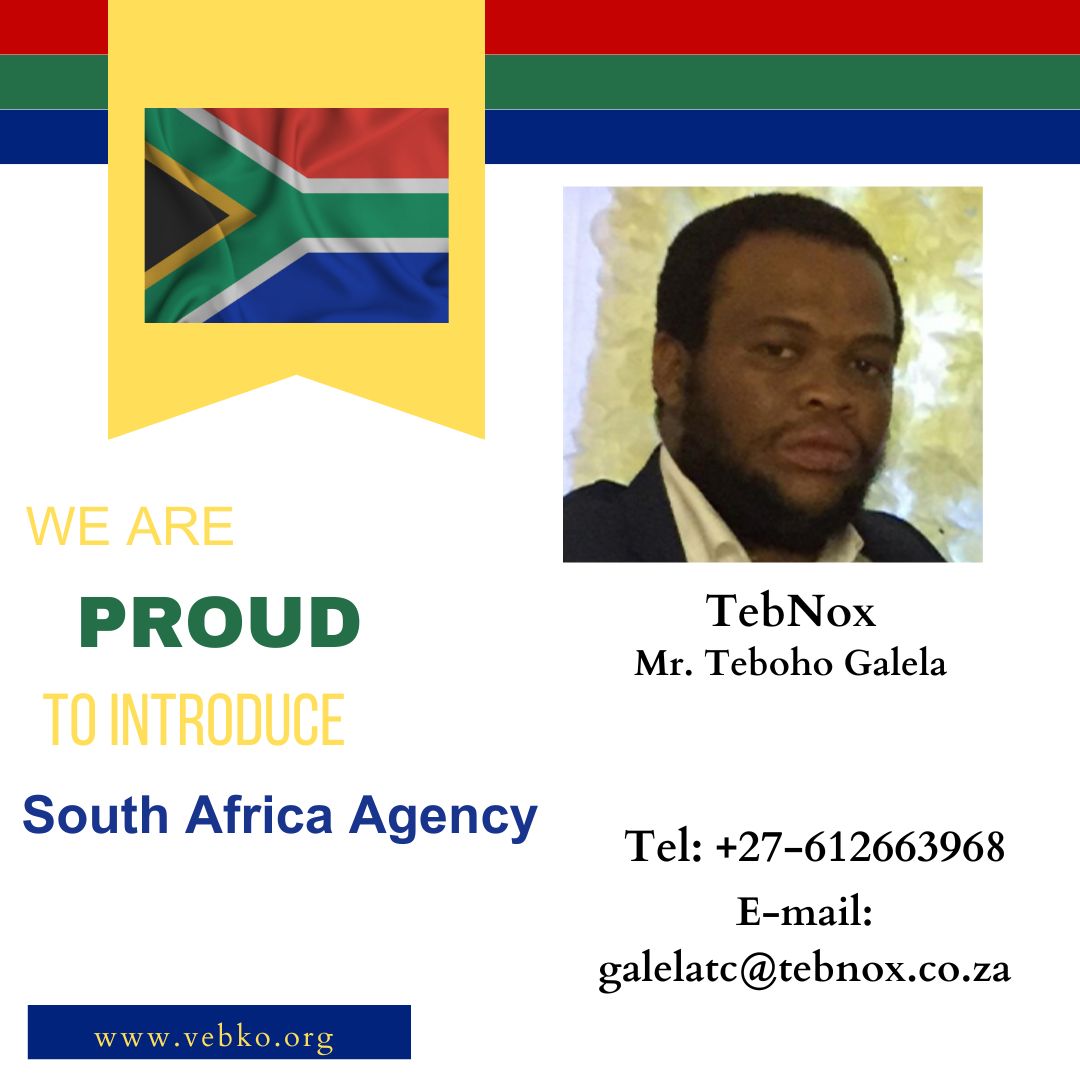 WE ARE
PROUD
TO INTRODUCE
South Africa Agency
www.vebko.org
TebNox
Mr. Teboho Galela
Tel: +27-612663968
E-mail:
galelatc@tebnox.co.za